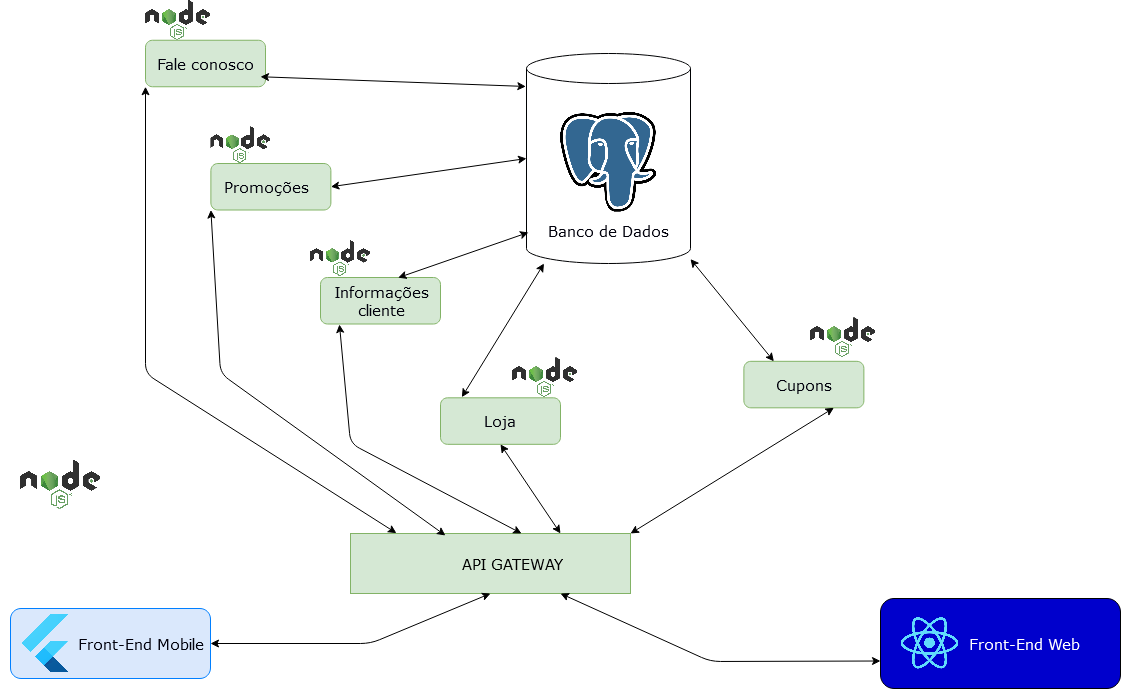 node
JS
Fale conosco
node
JS
Promoções
Banco de Dados
node
JS
Informações
cliente
node
JS
Cupons
node
JS
Loja
node
JS
API GATEWAY
Front-End Mobile
Front-End Web